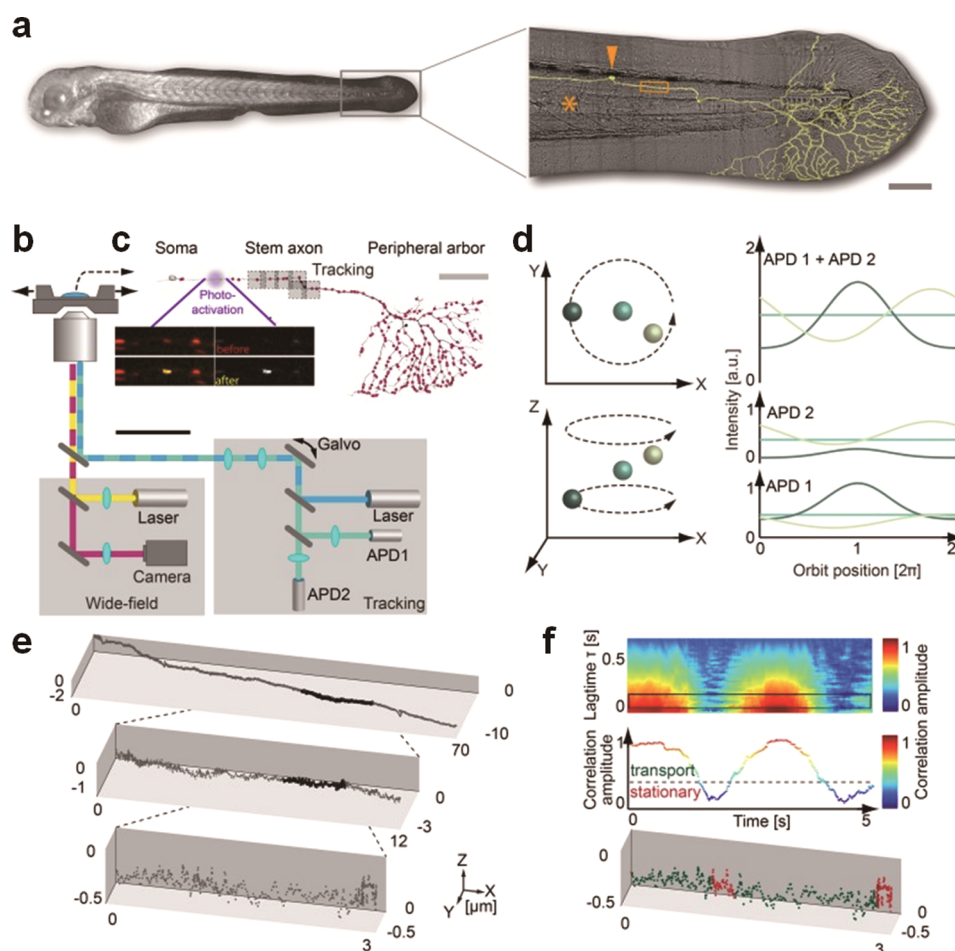 a
b
c
Soma
Stem axon
Peripheral arbor
Tracking
Photo-
activation
before
after
Galvo
Laser
Laser
APD1
Camera
APD2
Wide-field
Tracking
d
Y
X
Z
X
Y
2
APD 1 + APD 2
0
1
APD 2
0
1
APD 1
0
Intensity [a.u.]
0
1
2
Orbit position [2π]
e
0
-2
0
70
0
-10
0
-1
0
12
0
-3
0
-0.5
0
3
0
-0.5
Z
X
Y
[µm]
f
Lagtime τ [s]
0.5
0
1
0
Correlation amplitude
Correlation
amplitude
1
0
transport
stationary
0
Time [s]
5
1
0
0
-0.5
0
3
0
-0.5